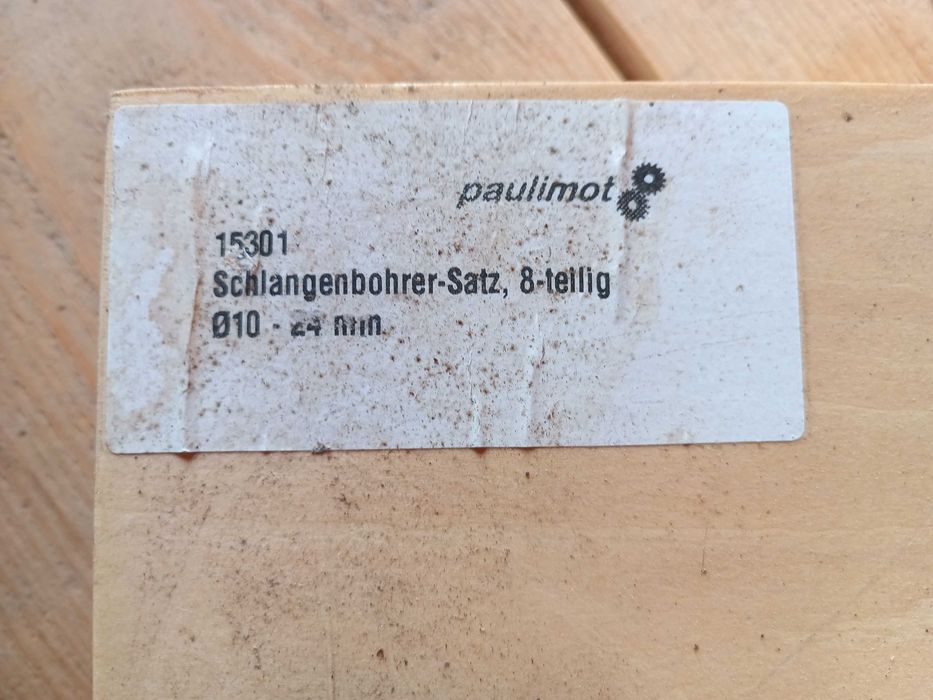 paulimot
15301
Schlangenbohrer-Satz, 8-teilig
Ø10 - 24 mm